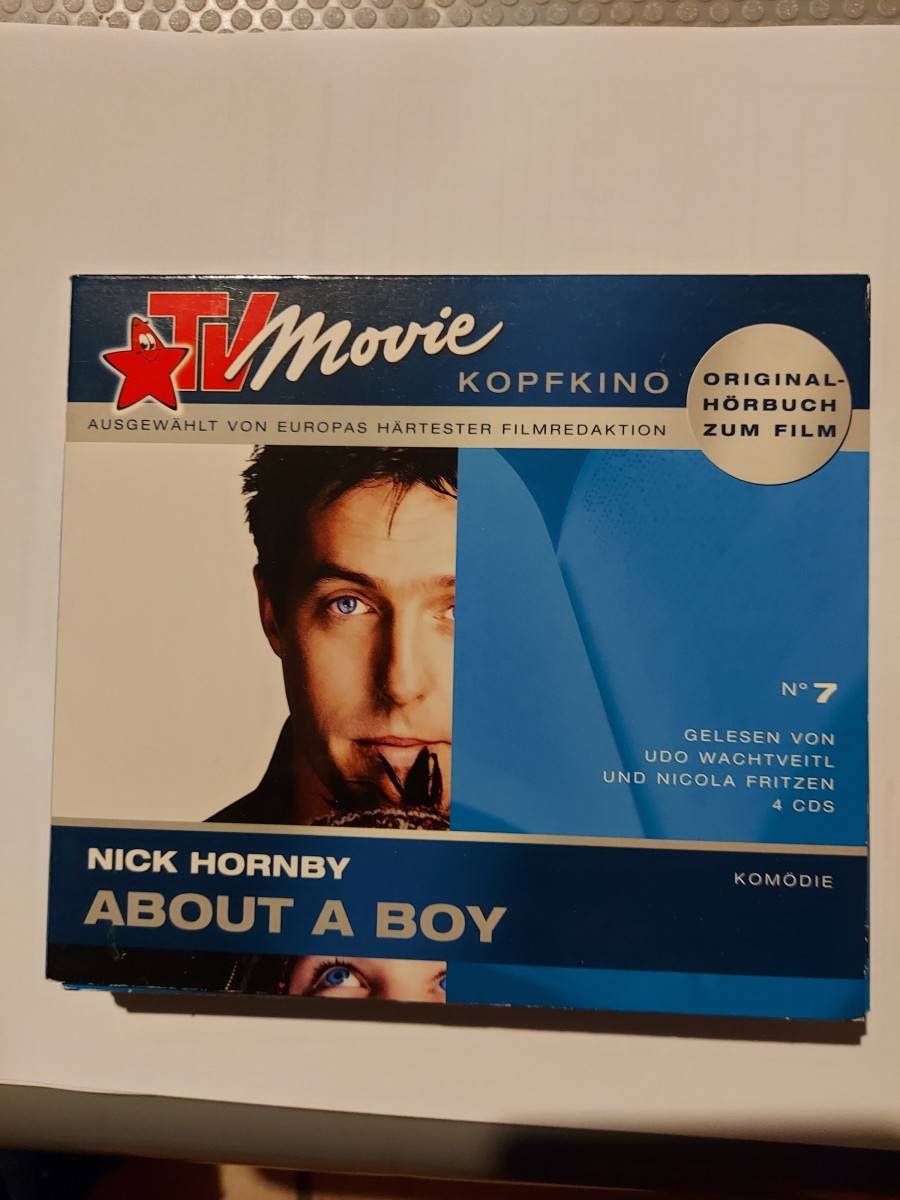 TV Movie
KOPFKINO
AUSGEWÄHLT VON EUROPAS HÄRTESTER FILMREDAKTION
ORIGINAL-
HÖRBUCH
ZUM FILM
N° 7
GELESEN VON
UDO WACHTVEITL
UND NICOLA FRITZEN
4 CDS
NICK HORNBY
ABOUT A BOY
KOMÖDIE